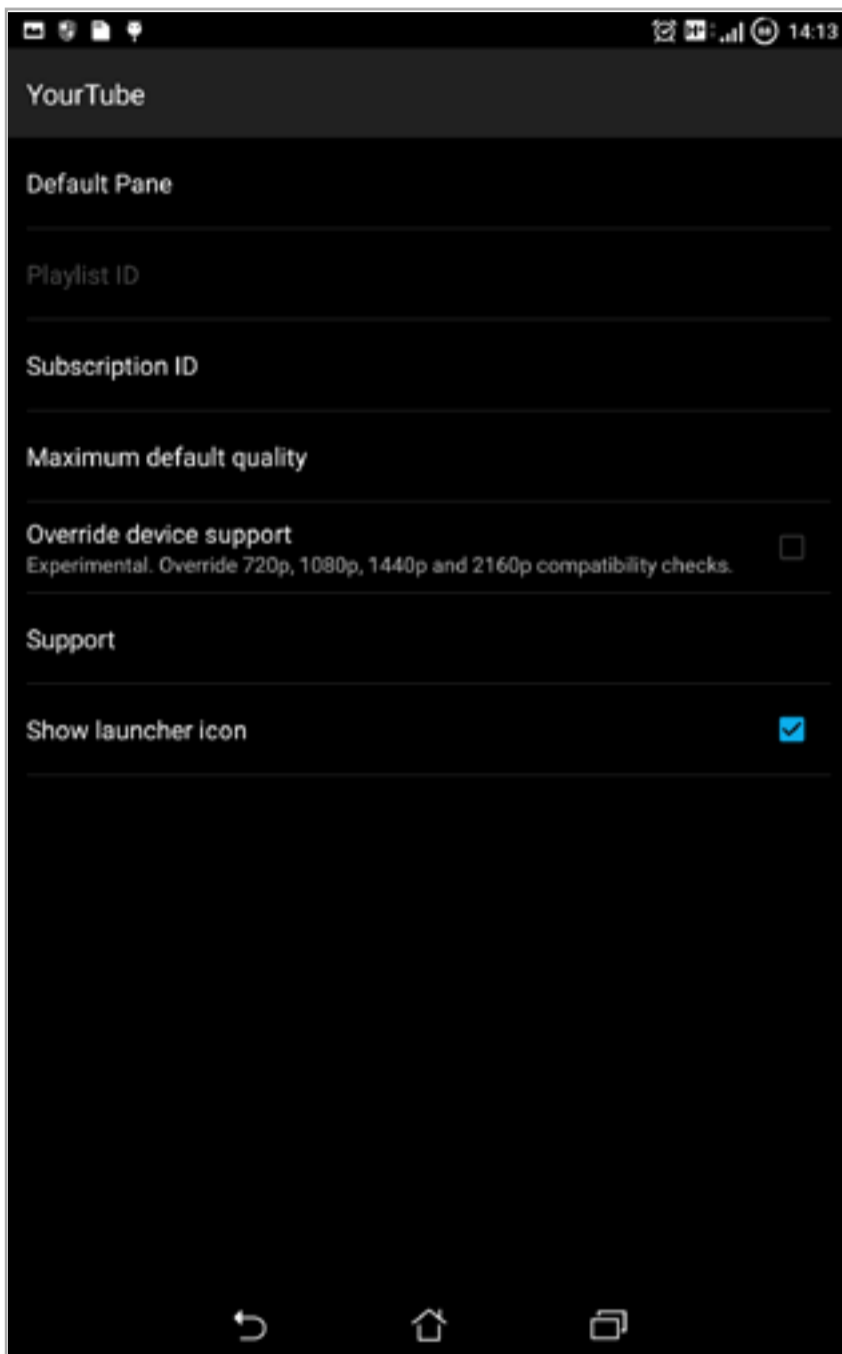 14:13
YourTube
Default Pane
Playlist ID
Subscription ID
Maximum default quality
Override device support
Experimental. Override 720p, 1080p, 1440p and 2160p compatibility checks.
Support
Show launcher icon